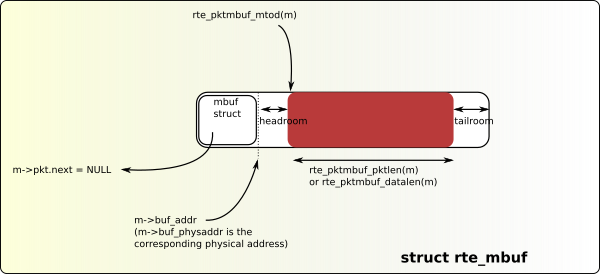 rte_pktmbuf_mtod(m)
mbuf
struct
headroom
tailroom
m->pkt.next = NULL
rte_pktmbuf_pktlen(m)
or rte_pktmbuf_datalen(m)
m->buf_addr
(m->buf_physaddr is the
corresponding physical address)
struct rte_mbuf